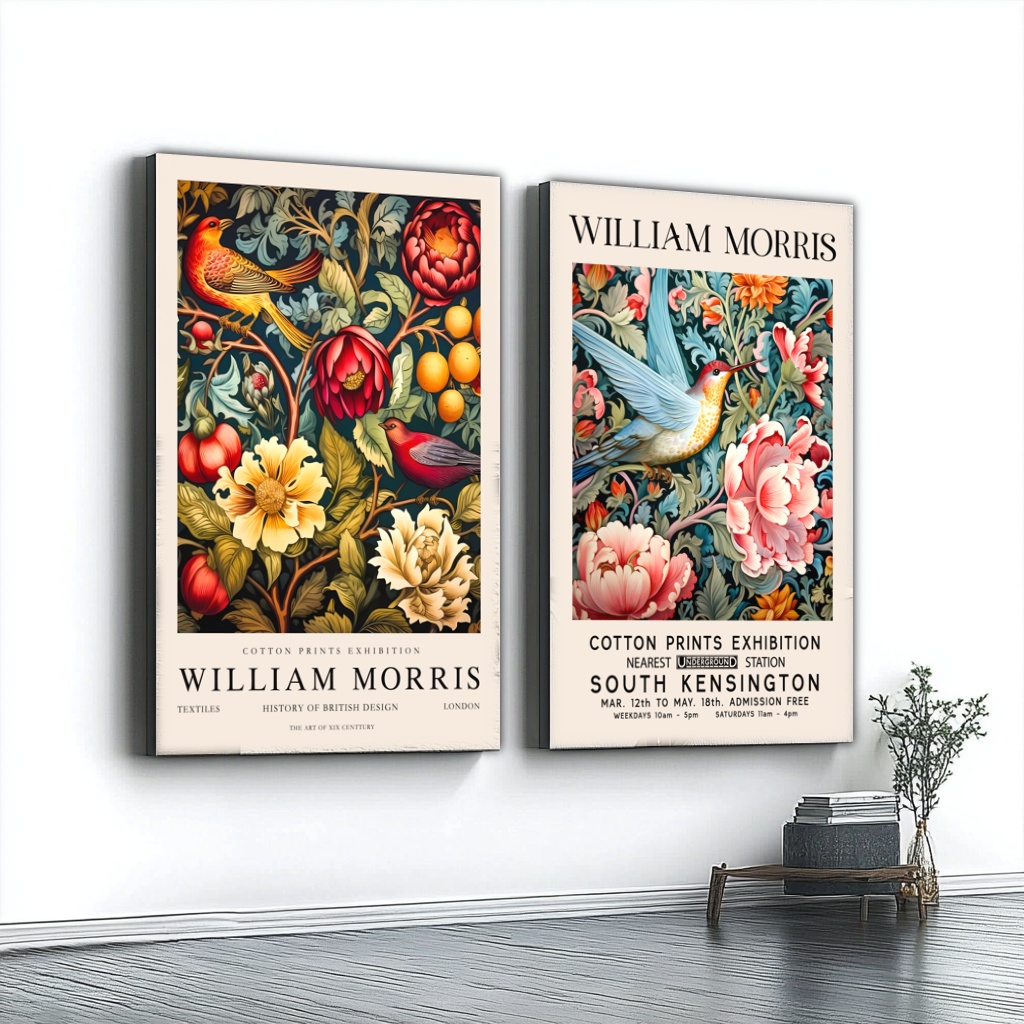 COTTON PRINTS EXHIBITION
WILLIAM MORRIS
TEXTILES HISTORY OF BRITISH DESIGN LONDON
THE ART OF XIX CENTTURY
WILLIAM MORRIS
COTTON PRINTS EXHIBITION
NEAREST UNDERGROUND STATION
SOUTH KENSINGTON
MAR. 12th TO MAY. 18th. ADMISSION FREE
WEEKDAYS 10am - 5pm SATURDAYS 11am - 4pm